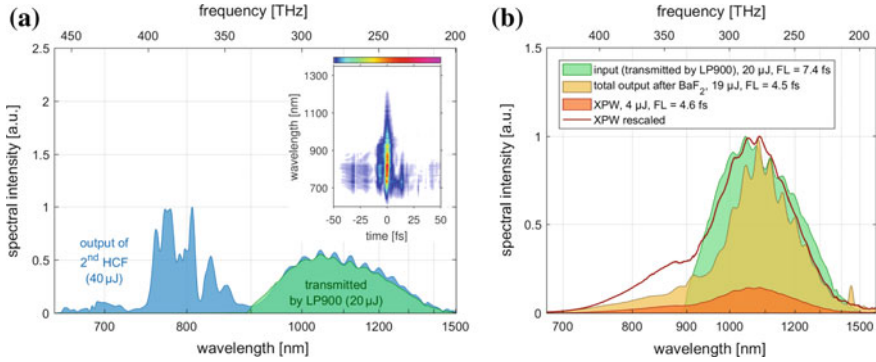 (a)
frequency [THz]
450 400 350 300 250 200
2.5
2
1.5
1
0.5
0
spectral intensity [a.u.]
700 800 1000 1200 1500
wavelength [nm]
output of
2nd HCF
(40 µJ)
transmitted
by LP900 (20 µJ)
1300
1100
900
700
wavelength [nm]
-50 -25 0 25 50
time [fs]
(b)
frequency [THz]
450 400 350 300 250 200
input (transmitted by LP900), 20 µJ, FL = 7.4 fs
total output after BaF2, 19 µJ, FL = 4.5 fs
XPW, 4 µJ, FL = 4.6 fs
XPW rescaled
1.5
1
0.5
0
spectral intensity [a.u.]
700 800 900 1000 1200 1500
wavelength [nm]